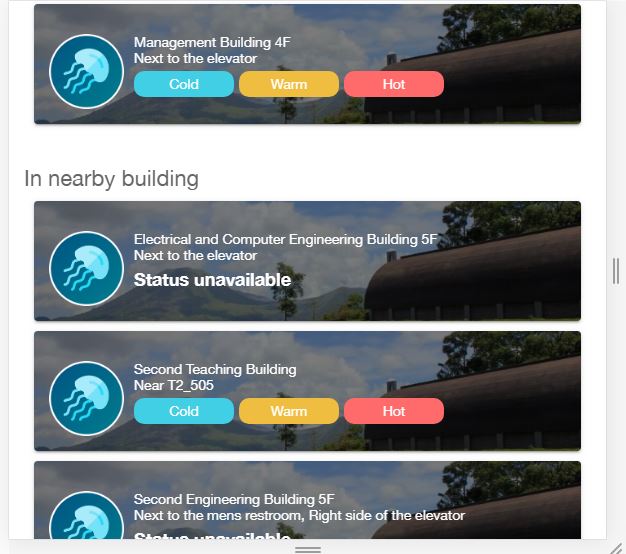 Management Building 4F
Next to the elevator
Cold Warm Hot
In nearby building
Electrical and Computer Engineering Building 5F
Next to the elevator
Status unavailable
Second Teaching Building
Near T2_505
Cold Warm Hot
Second Engineering Building 5F
Next to the mens restroom, Right side of the elevator
Status unavailable